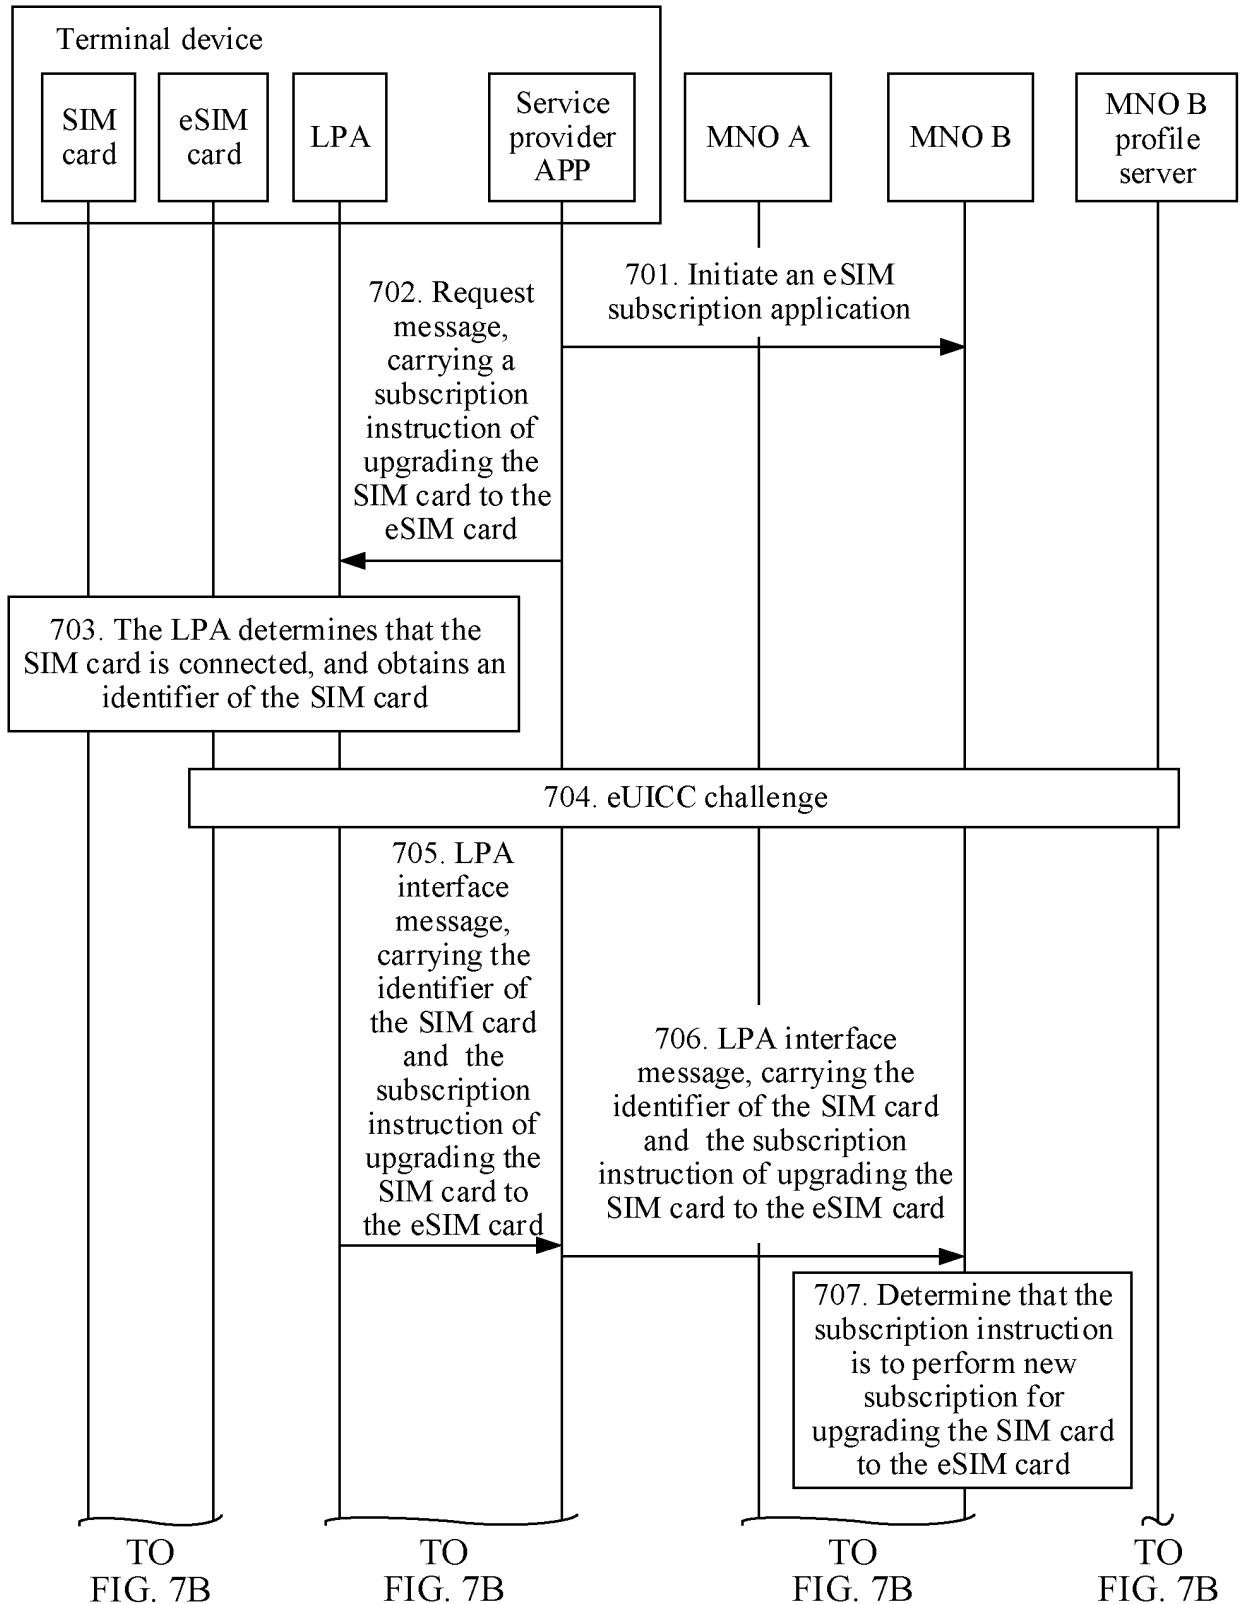 Terminal device
SIM
card
eSIM
card
LPA
Service
provider
APP
MNO A
MNO B
MNO B
profile
server
701. Initiate an eSIM
subscription application
702. Request
message,
carrying a
subscription
instruction of
upgrading the
SIM card to the
eSIM card
703. The LPA determines that the
SIM card is connected, and obtains an
identifier of the SIM card
704. eUICC challenge
705. LPA
interface
message,
carrying the
identifier of
the SIM card
and the
subscription
instruction of
upgrading the
SIM card to
the eSIM card
706. LPA interface
message, carrying the
identifier of the SIM card
and the subscription
instruction of upgrading the
SIM card to the eSIM card
707. Determine that the
subscription instruction
is to perform new
subscription for
upgrading the SIM card
to the eSIM card
TO
FIG. 7B
TO
FIG. 7B
TO
FIG. 7B
TO
FIG. 7B